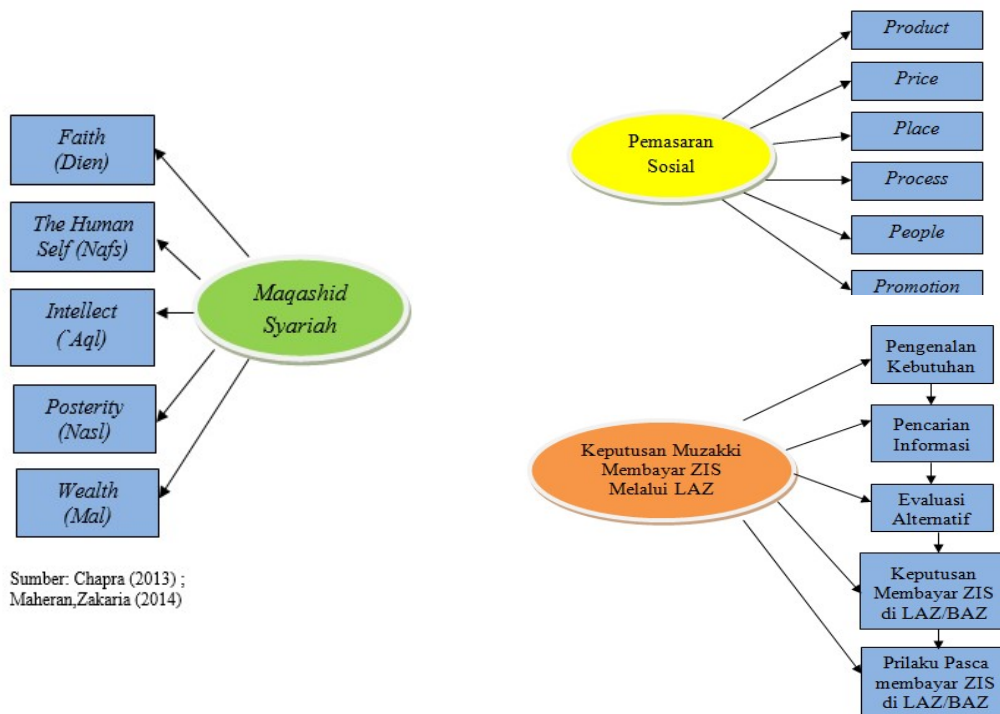 Faith
(Dien)
The Human
Self (Nafs)
Intellect
(`Aql)
Posterity
(Nasl)
Wealth
(Mal)
Maqashid
Syariah
Sumber: Chapra (2013) ;
Maheran,Zakaria (2014)
Pemasaran
Sosial
Product
Price
Place
Process
People
Promotion
Keputusan Muzakki
Membayar ZIS
Melalui LAZ
Pengenalan
Kebutuhan
Pencarian
Informasi
Evaluasi
Alternatif
Keputusan
Membayar ZIS
di LAZ/BAZ
Prilaku Pasca
membayar ZIS
di LAZ/BAZ